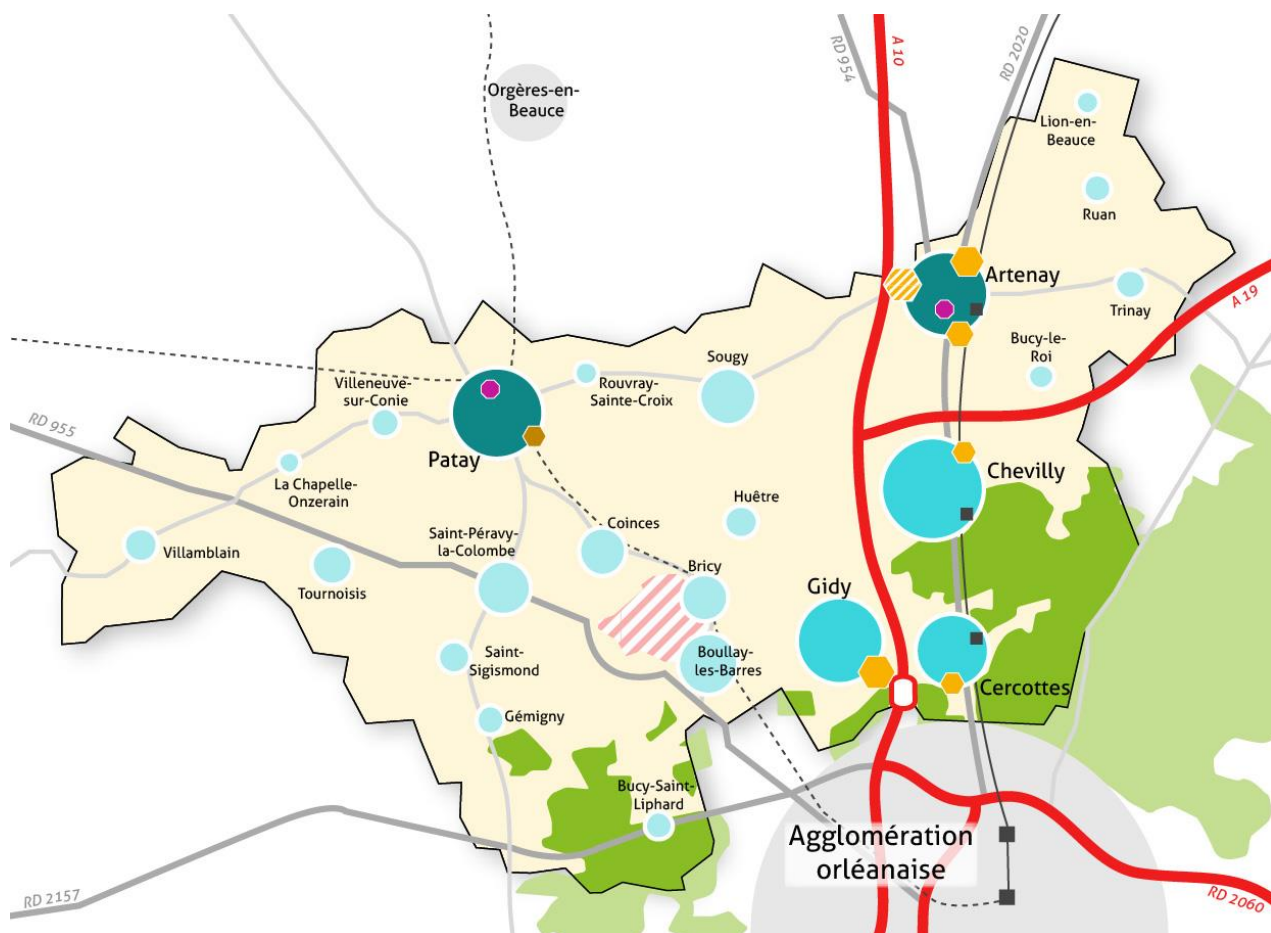 A 10
RD 954
RD 2020
Orgères-en-
Beauce
Lion-en-
Beauce
Ruan
Artenay
Trinay
A 19
Bucy-le-
Roi
Sougy
Rouvray-
Sainte-Croix
Villeneuve-
sur-Conie
RD 955
Patay
La Chapelle-
Onzerain
Chevilly
Huêtre
Coinces
Saint-Péravy-
la-Colombe
Villamblain
Tournoisis
Bricy
Gidy
Saint-
Sigismond
Boullay-
les-Barres
Cercottes
Gémigny
Bucy-Saint-
Liphard
Agglomération
orléanaise
RD 2157
RD 2060